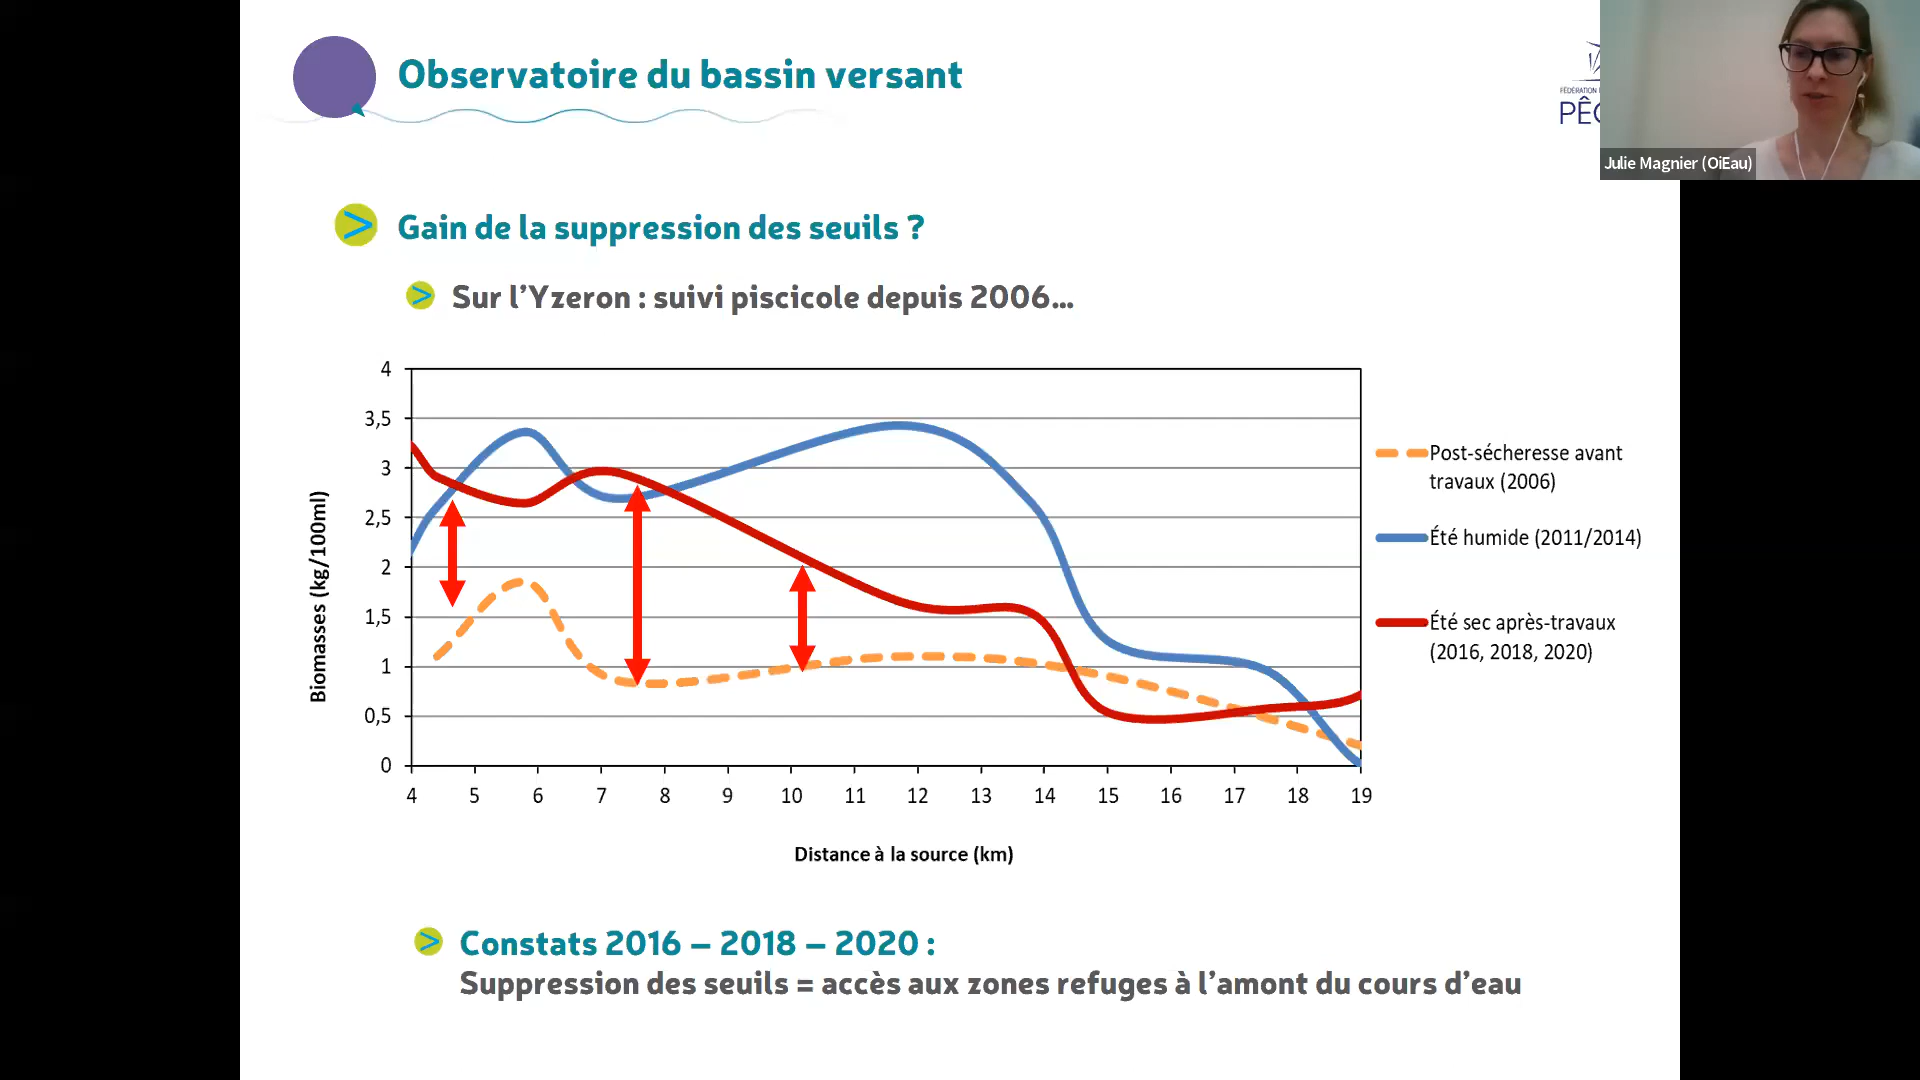 Observatoire du bassin versant
FÉDÉRATION
Julie Magnier (OiEau)
Gain de la suppression des seuils ?
Sur l'Yzeron : suivi piscicole depuis 2006...
4
3,5
3
2,5
2
1,5
1
0,5
0
Biomasses (kg/100ml)
4 5 6 7 8 9 10 11 12 13 14 15 16 17 18 19
Distance à la source (km)
Post-sécheresse avant
travaux (2006)
Été humide (2011/2014)
Été sec après-travaux
(2016, 2018, 2020)
Constats 2016 – 2018 – 2020 :
Suppression des seuils = accès aux zones refuges à l'amont du cours d'eau